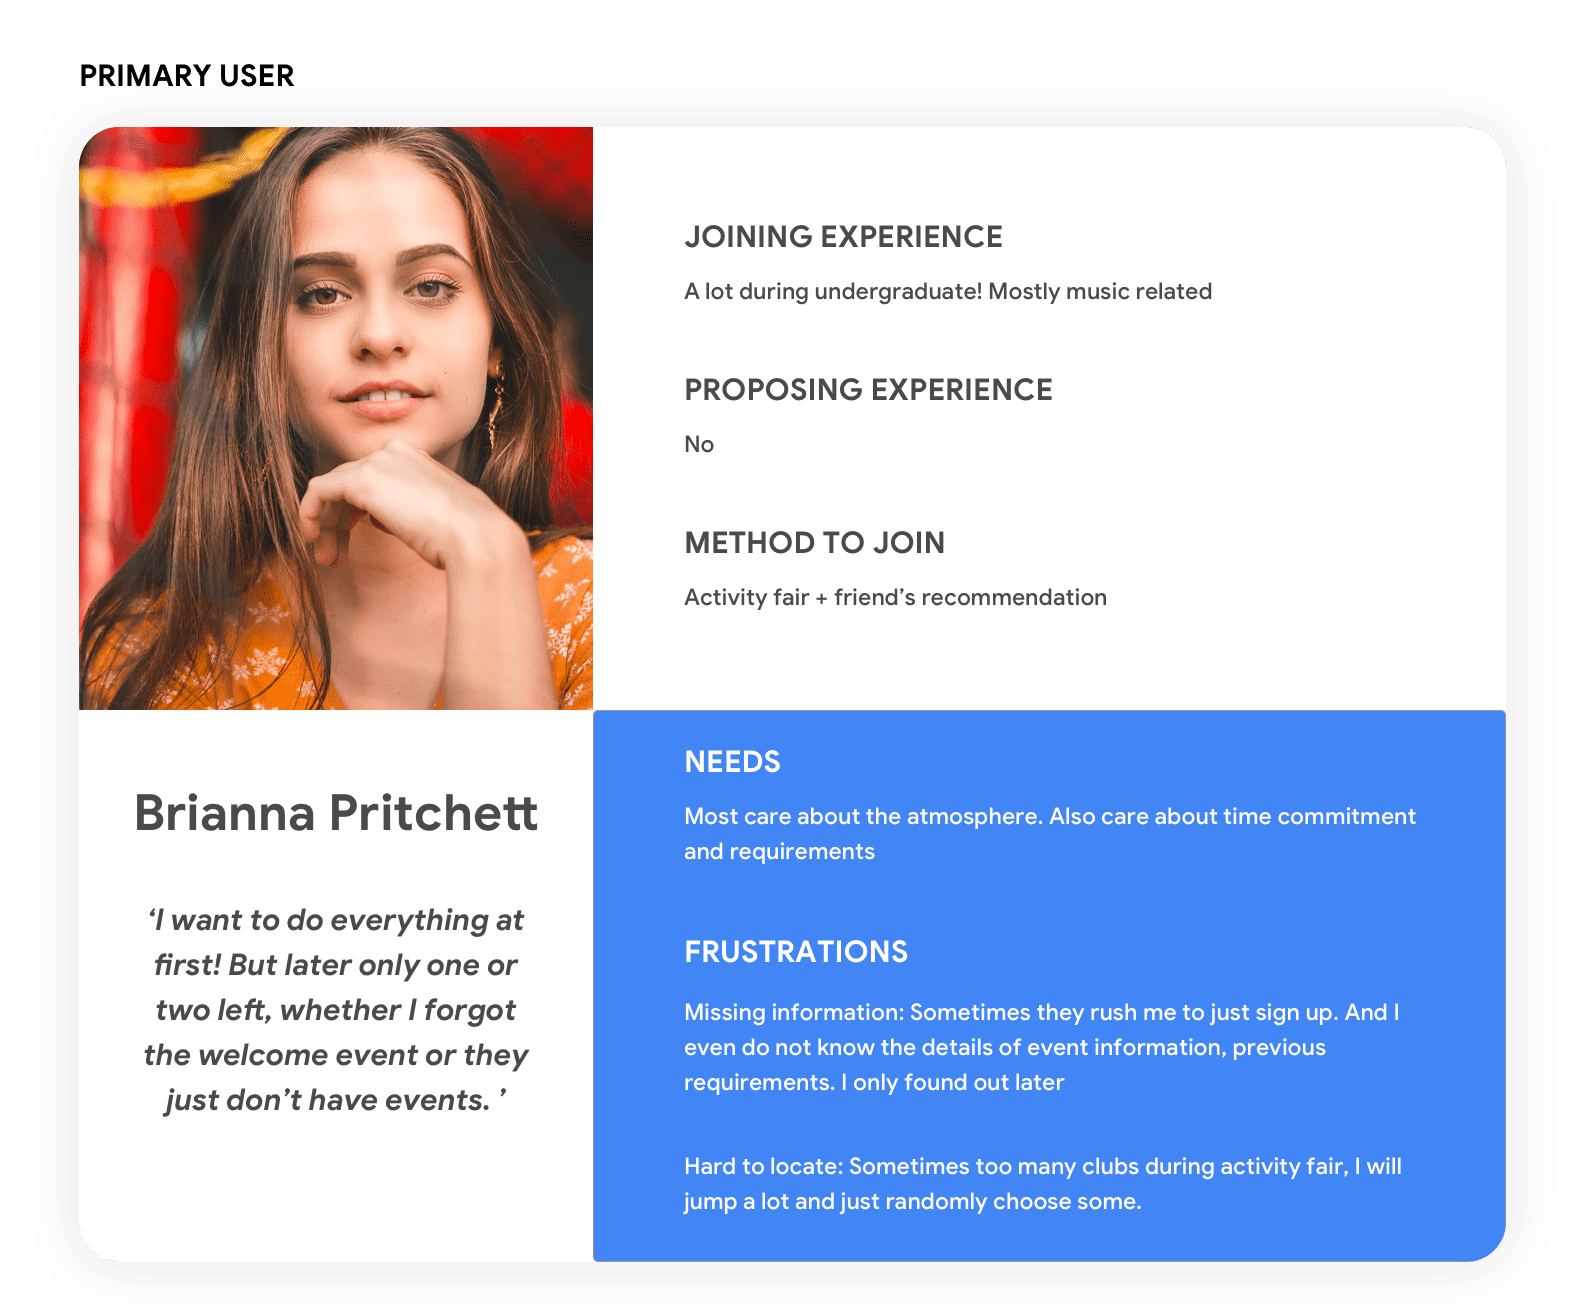 PRIMARY USER
JOINING EXPERIENCE
A lot during undergraduate! Mostly music related
PROPOSING EXPERIENCE
No
METHOD TO JOIN
Activity fair + friend’s recommendation
Brianna Pritchett
‘I want to do everything at
first! But later only one or
two left, whether I forgot
the welcome event or they
just don’t have events. ’
NEEDS
Most care about the atmosphere. Also care about time commitment
and requirements
FRUSTRATIONS
Missing information: Sometimes they rush me to just sign up. And I
even do not know the details of event information, previous
requirements. I only found out later
Hard to locate: Sometimes too many clubs during activity fair, I will
jump a lot and just randomly choose some.